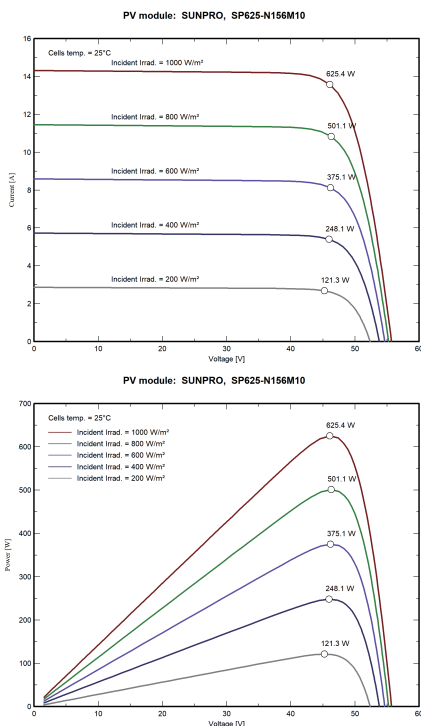 PV module: SUNPRO, SP625-N156M10
16
Cells temp. = 25°C
Incident Irrad. = 1000 W/m²
625.4 W
14
12
Incident Irrad. = 800 W/m²
501.1 W
10
Incident Irrad. = 600 W/m²
375.1 W
8
Current [A]
6
Incident Irrad. = 400 W/m²
248.1 W
4
Incident Irrad. = 200 W/m²
121.3 W
2
0
0 10 20 30 40 50 60
Voltage [V]
PV module: SUNPRO, SP625-N156M10
700
Cells temp. = 25°C
625.4 W
Incident Irrad. = 1000 W/m²
Incident Irrad. = 800 W/m²
Incident Irrad. = 600 W/m²
Incident Irrad. = 400 W/m²
Incident Irrad. = 200 W/m²
600
501.1 W
500
375.1 W
400
Power [W]
300
248.1 W
200
121.3 W
100
0
0 10 20 30 40 50 60
Voltage [V]